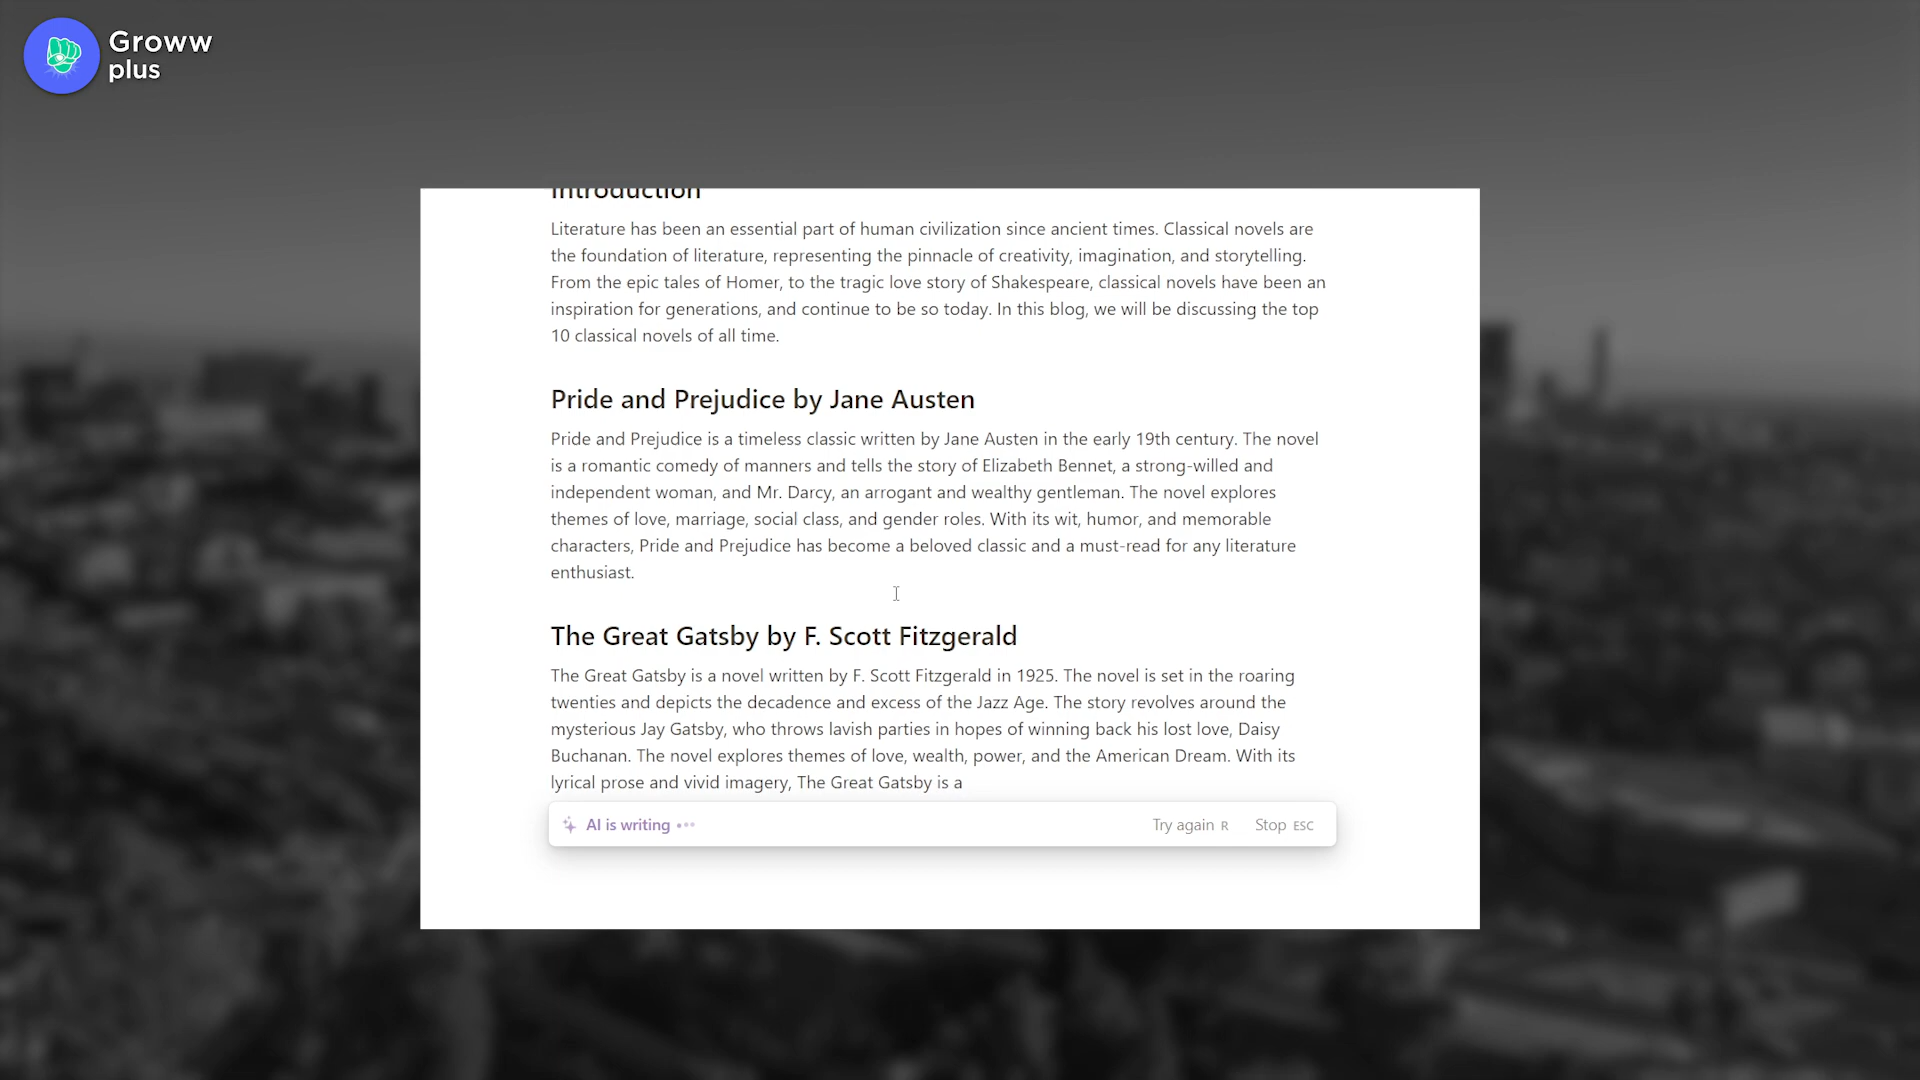 Groww
plus
Introduction
Literature has been an essential part of human civilization since ancient times. Classical novels are
the foundation of literature, representing the pinnacle of creativity, imagination, and storytelling.
From the epic tales of Homer, to the tragic love story of Shakespeare, classical novels have been an
inspiration for generations, and continue to be so today. In this blog, we will be discussing the top
10 classical novels of all time.
Pride and Prejudice by Jane Austen
Pride and Prejudice is a timeless classic written by Jane Austen in the early 19th century. The novel
is a romantic comedy of manners and tells the story of Elizabeth Bennet, a strong-willed and
independent woman, and Mr. Darcy, an arrogant and wealthy gentleman. The novel explores
themes of love, marriage, social class, and gender roles. With its wit, humor, and memorable
characters, Pride and Prejudice has become a beloved classic and a must-read for any literature
enthusiast.
The Great Gatsby by F. Scott Fitzgerald
The Great Gatsby is a novel written by F. Scott Fitzgerald in 1925. The novel is set in the roaring
twenties and depicts the decadence and excess of the Jazz Age. The story revolves around the
mysterious Jay Gatsby, who throws lavish parties in hopes of winning back his lost love, Daisy
Buchanan. The novel explores themes of love, wealth, power, and the American Dream. With its
lyrical prose and vivid imagery, The Great Gatsby is a
AI is writing Try again R Stop ESC